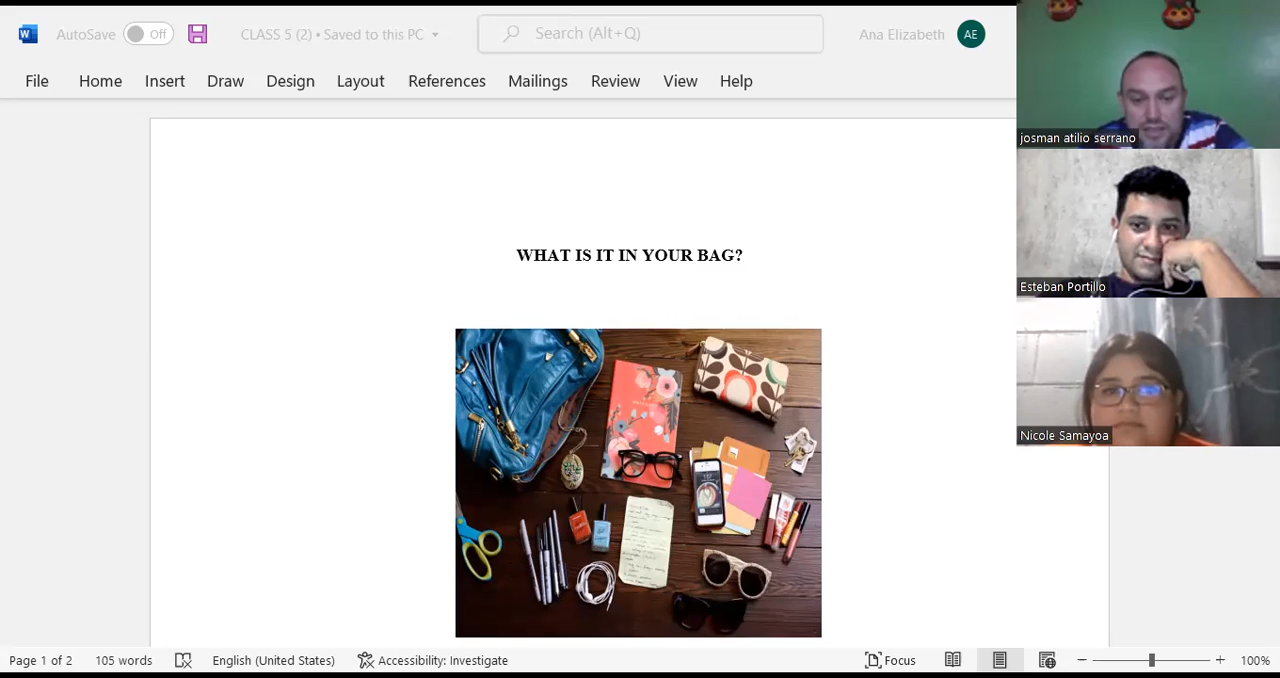 W
AutoSave Off CLASS 5 (2) • Saved to this PC Search (Alt+Q) Ana Elizabeth AE
File Home Insert Draw Design Layout References Mailings Review View Help
josman atilio serrano
Esteban Portillo
Nicole Samayoa
WHAT IS IT IN YOUR BAG?
Page 1 of 2 105 words English (United States) Accessibility: Investigate Focus 100%